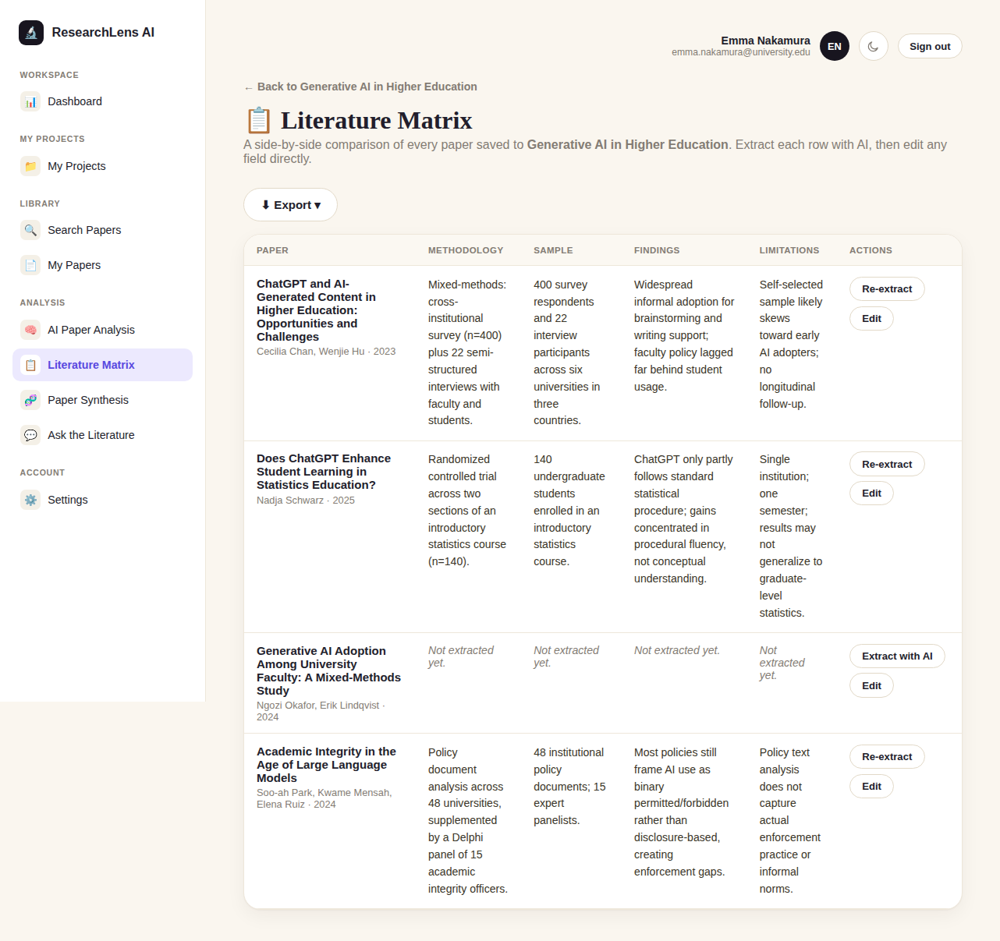 ResearchLens AI
WORKSPACE
Dashboard
MY PROJECTS
My Projects
LIBRARY
Search Papers
My Papers
ANALYSIS
AI Paper Analysis
Literature Matrix
Paper Synthesis
Ask the Literature
ACCOUNT
Settings
Emma Nakamura
emma.nakamura@university.edu
EN
Sign out
← Back to Generative AI in Higher Education
Literature Matrix
A side-by-side comparison of every paper saved to Generative AI in Higher Education. Extract each row with AI, then edit any
field directly.
⬇ Export ▾
PAPER METHODOLOGY SAMPLE FINDINGS LIMITATIONS ACTIONS
ChatGPT and AI-
Generated Content in
Higher Education:
Opportunities and
Challenges
Cecilia Chan, Wenjie Hu · 2023
Mixed-methods:
cross-
institutional
survey (n=400)
plus 22 semi-
structured
interviews with
faculty and
students.
400 survey
respondents
and 22
interview
participants
across six
universities in
three
countries.
Widespread
informal adoption for
brainstorming and
writing support;
faculty policy lagged
far behind student
usage.
Self-selected
sample likely
skews
toward early
AI adopters;
no
longitudinal
follow-up.
Re-extract
Edit
Does ChatGPT Enhance
Student Learning in
Statistics Education?
Nadja Schwarz · 2025
Randomized
controlled trial
across two
sections of an
introductory
statistics course
(n=140).
140
undergraduate
students
enrolled in an
introductory
statistics
course.
ChatGPT only partly
follows standard
statistical
procedure; gains
concentrated in
procedural fluency,
not conceptual
understanding.
Single
institution;
one
semester;
results may
not
generalize to
graduate-
level
statistics.
Re-extract
Edit
Generative AI Adoption
Among University
Faculty: A Mixed-Methods
Study
Ngozi Okafor, Erik Lindqvist ·
2024
Not extracted
yet.
Not extracted
yet.
Not extracted yet.
Not
extracted
yet.
Extract with AI
Edit
Academic Integrity in the
Age of Large Language
Models
Soo-ah Park, Kwame Mensah,
Elena Ruiz · 2024
Policy
document
analysis across
48 universities,
supplemented
by a Delphi
panel of 15
academic
integrity officers.
48 institutional
policy
documents; 15
expert
panelists.
Most policies still
frame AI use as
binary
permitted/forbidden
rather than
disclosure-based,
creating
enforcement gaps.
Policy text
analysis
does not
capture
actual
enforcement
practice or
informal
norms.
Re-extract
Edit